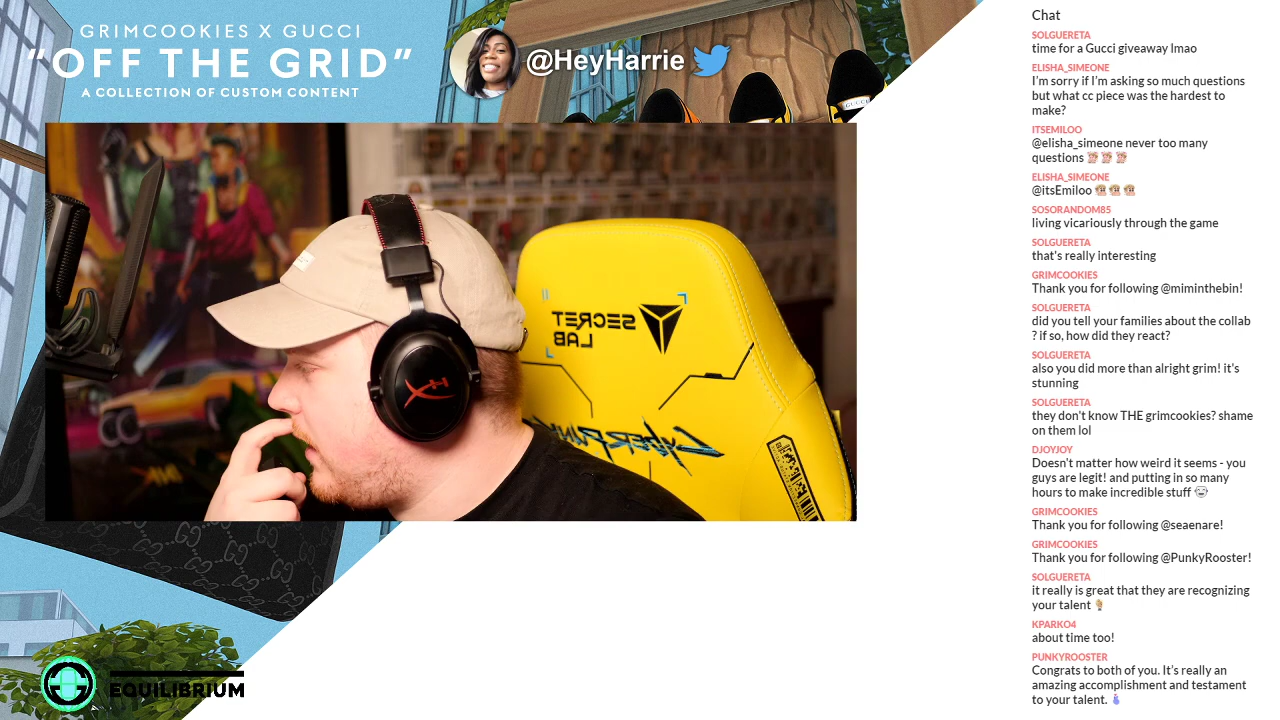 GRIMCOOKIES X GUCCI
“OFF THE GRID”
A COLLECTION OF CUSTOM CONTENT
@HeyHarrie
GUCCI
SECRET
LAB
CYBERPUNK
EQUILIBRIUM
Chat
SOLGUERETA
time for a Gucci giveaway lmao
ELISHA_SIMEONE
I’m sorry if I’m asking so much questions
but what cc piece was the hardest to
make?
ITSEMILOO
@elisha_simeone never too many
questions
ELISHA_SIMEONE
@itsEmiloo
SOSORANDOM85
living vicariously through the game
SOLGUERETA
that's really interesting
GRIMCOOKIES
Thank you for following @miminthebin!
SOLGUERETA
did you tell your families about the collab
? if so, how did they react?
SOLGUERETA
also you did more than alright grim! it's
stunning
SOLGUERETA
they don't know THE grimcookies? shame
on them lol
DJOYJOY
Doesn't matter how weird it seems - you
guys are legit! and putting in so many
hours to make incredible stuff
GRIMCOOKIES
Thank you for following @seaenare!
GRIMCOOKIES
Thank you for following @PunkyRooster!
SOLGUERETA
it really is great that they are recognizing
your talent
KPARKO4
about time too!
PUNKYROOSTER
Congrats to both of you. It’s really an
amazing accomplishment and testament
to your talent.